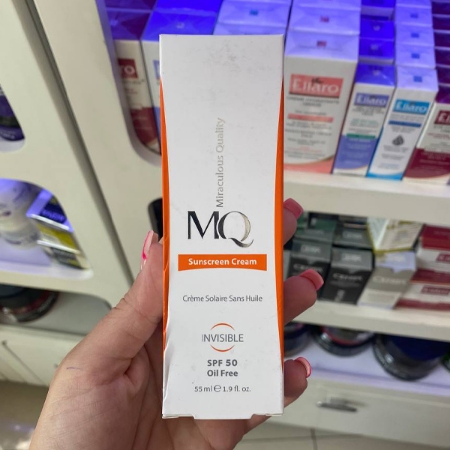 Miraculous Quality
MQ
Sunscreen Cream
Crème Solaire Sans Huile
INVISIBLE
SPF 50
Oil Free
55 ml ℮ 1.9 fl. oz.
Ellaro
Ellaro
Ellaro